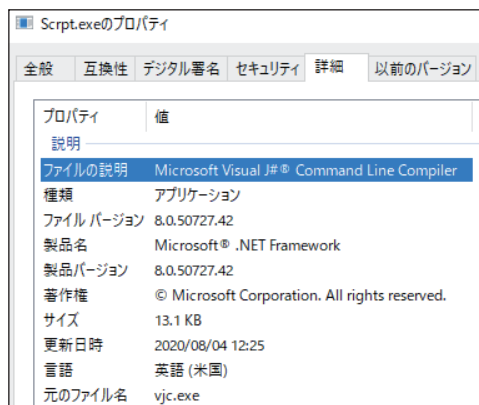 Scrpt.exeのプロパティ
全般 互換性 デジタル署名 セキュリティ 詳細 以前のバージョン
プロパティ 値
説明
ファイルの説明 Microsoft Visual J#® Command Line Compiler
種類 アプリケーション
ファイル バージョン 8.0.50727.42
製品名 Microsoft® .NET Framework
製品バージョン 8.0.50727.42
著作権 © Microsoft Corporation. All rights reserved.
サイズ 13.1 KB
更新日時 2020/08/04 12:25
言語 英語 (米国)
元のファイル名 vjc.exe